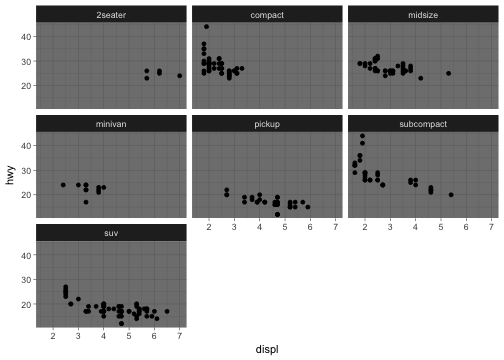 2seater compact midsize
40
30
20
minivan pickup subcompact
hwy
40
30
20
2 3 4 5 6 7 2 3 4 5 6 7
suv
40
30
20
2 3 4 5 6 7
displ